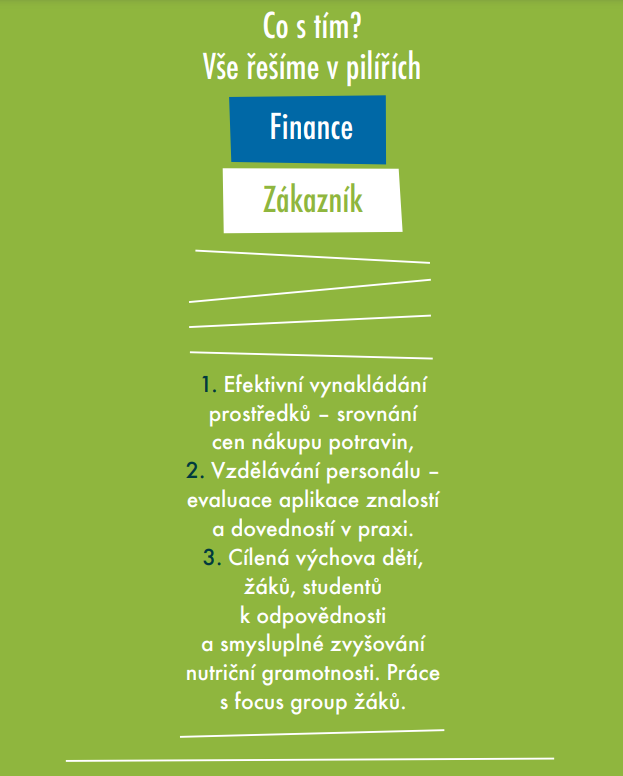 Co s tím?
Vše řešíme v pilířích
Finance
Zákazník
1. Efektivní vynakládání
prostředků – srovnání
cen nákupu potravin,
2. Vzdělávání personálu –
evaluace aplikace znalostí
a dovedností v praxi.
3. Cílená výchova dětí,
žáků, studentů
k odpovědnosti
a smysluplné zvyšování
nutriční gramotnosti. Práce
s focus group žáků.